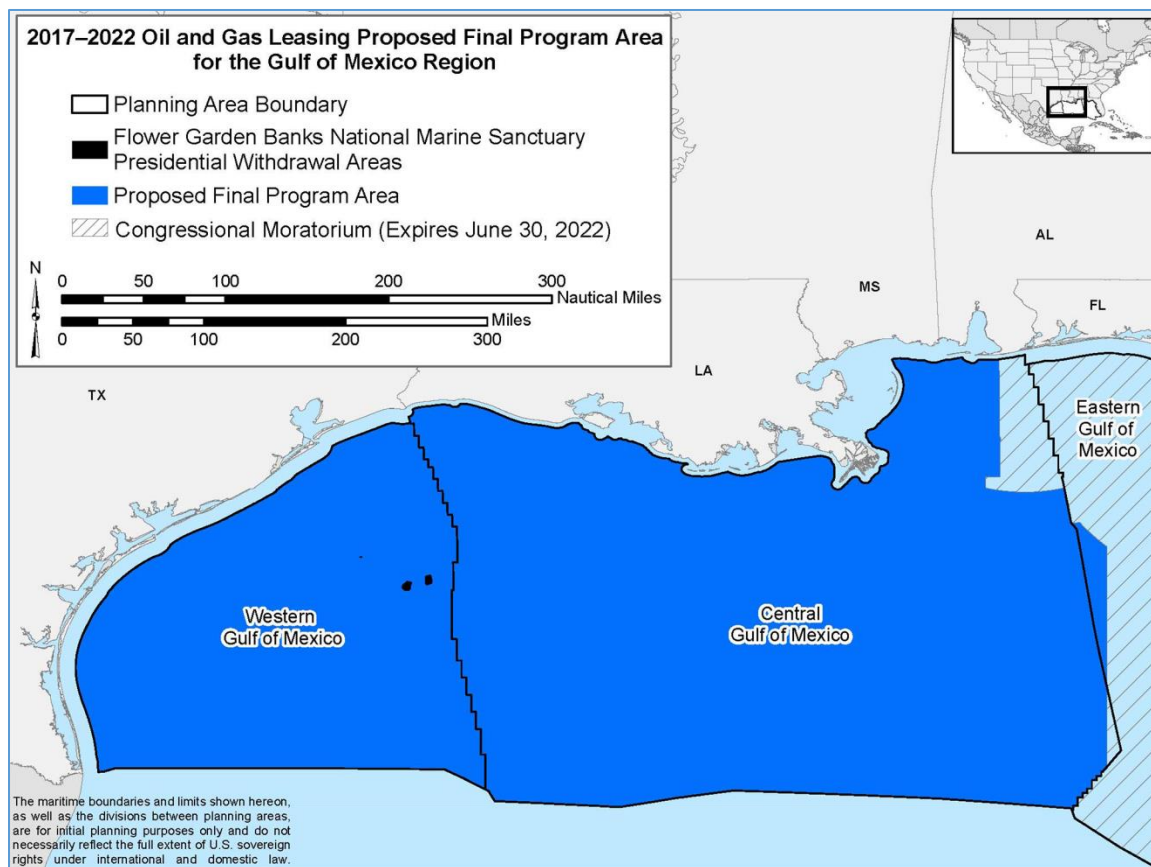 2017–2022 Oil and Gas Leasing Proposed Final Program Area
for the Gulf of Mexico Region
Planning Area Boundary
Flower Garden Banks National Marine Sanctuary
Presidential Withdrawal Areas
Proposed Final Program Area
Congressional Moratorium (Expires June 30, 2022)
N
0 50 100 200 300
Nautical Miles
Miles
0 50 100 200 300
AL
MS
FL
LA
TX
Eastern
Gulf of
Mexico
Western
Gulf of Mexico
Central
Gulf of Mexico
The maritime boundaries and limits shown hereon,
as well as the divisions between planning areas,
are for initial planning purposes only and do not
necessarily reflect the full extent of U.S. sovereign
rights under international and domestic law.